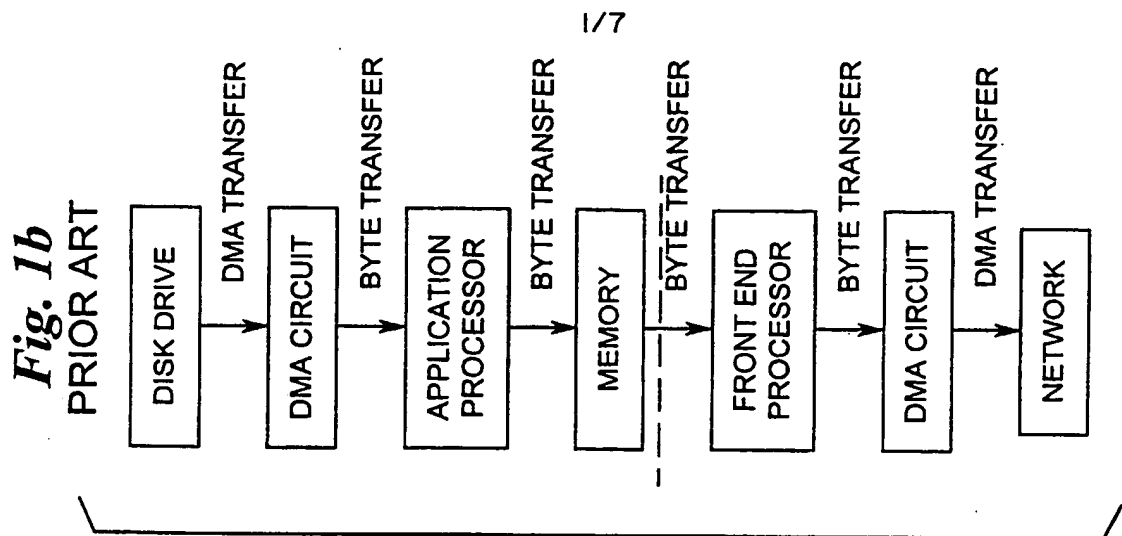 1/7
Fig. 1b
PRIOR ART
DISK DRIVE
DMA TRANSFER
DMA CIRCUIT
BYTE TRANSFER
APPLICATION
PROCESSOR
BYTE TRANSFER
MEMORY
BYTE TRANSFER
FRONT END
PROCESSOR
BYTE TRANSFER
DMA CIRCUIT
DMA TRANSFER
NETWORK